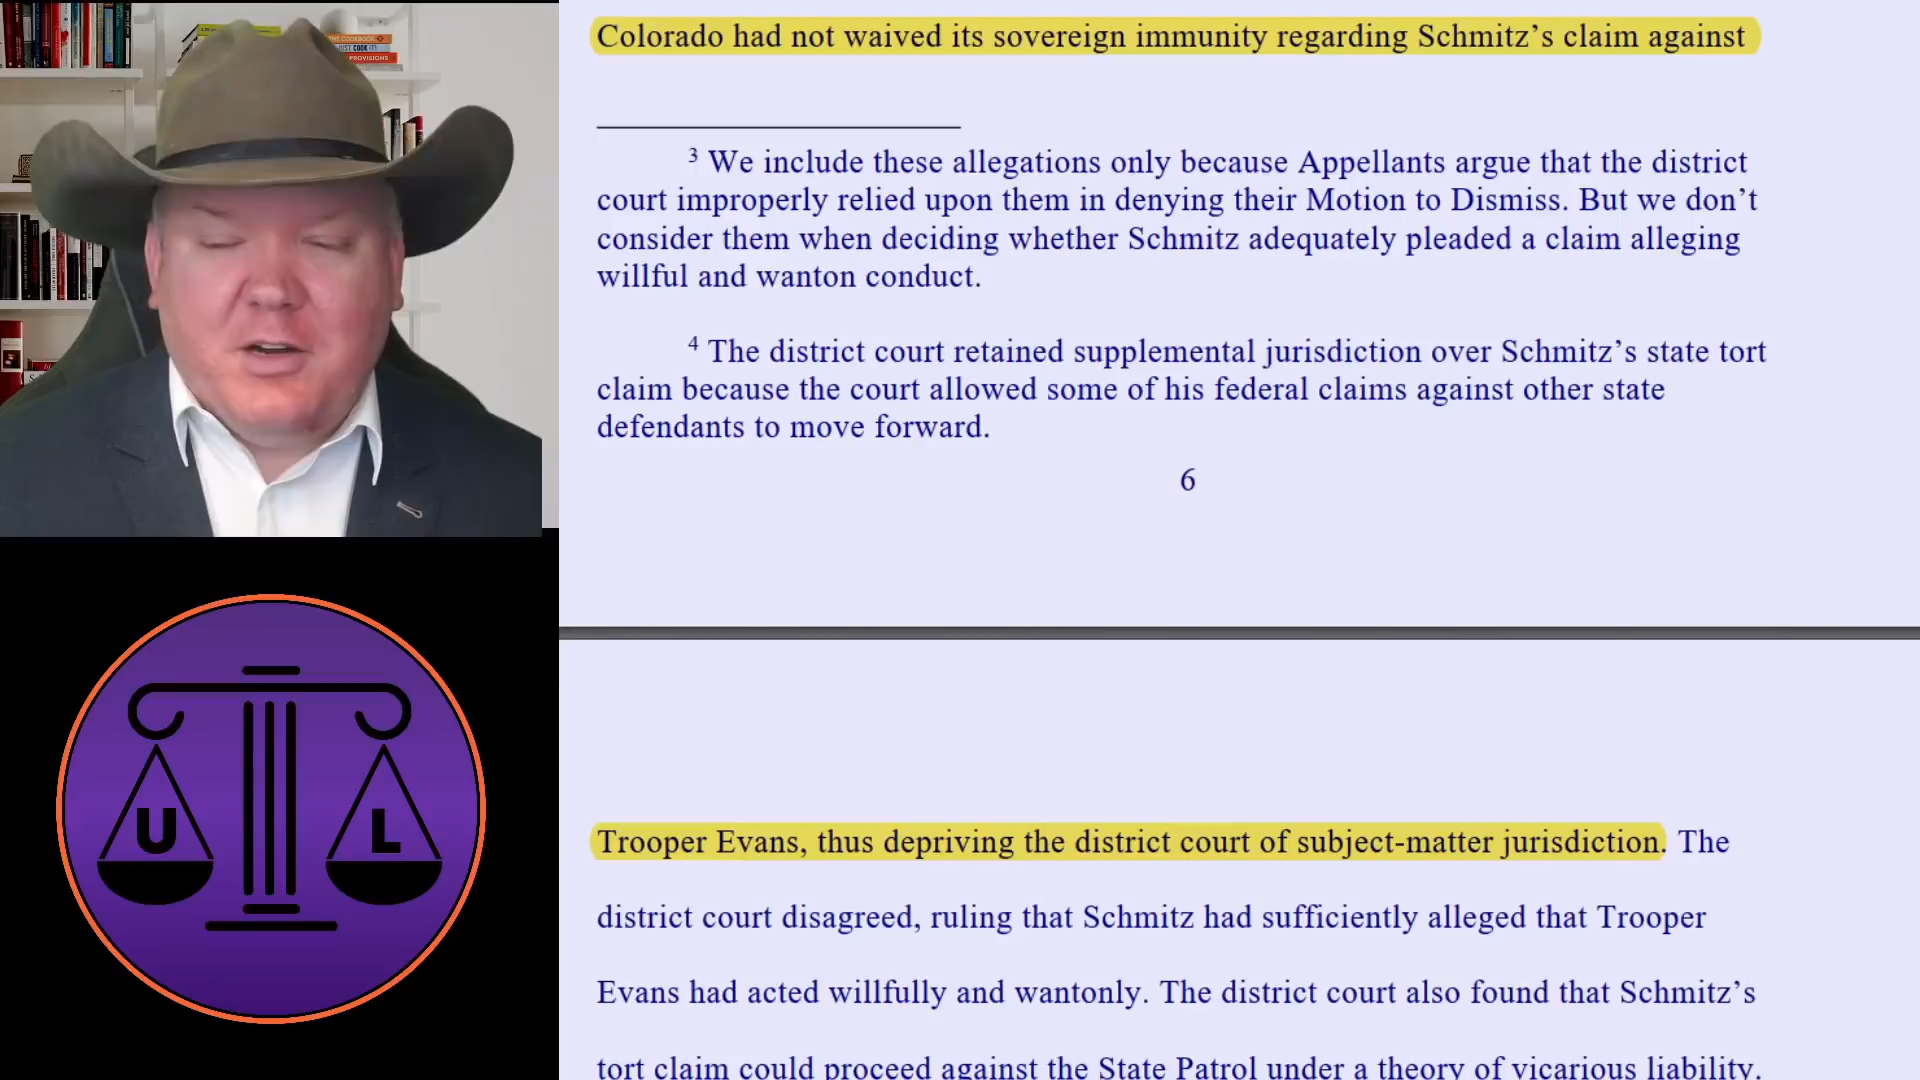 THE COOKBOOK
JUST COOK IT!
PROVISIONS
U
L
Colorado had not waived its sovereign immunity regarding Schmitz’s claim against
3 We include these allegations only because Appellants argue that the district
court improperly relied upon them in denying their Motion to Dismiss. But we don’t
consider them when deciding whether Schmitz adequately pleaded a claim alleging
willful and wanton conduct.
4 The district court retained supplemental jurisdiction over Schmitz’s state tort
claim because the court allowed some of his federal claims against other state
defendants to move forward.
6
Trooper Evans, thus depriving the district court of subject-matter jurisdiction. The
district court disagreed, ruling that Schmitz had sufficiently alleged that Trooper
Evans had acted willfully and wantonly. The district court also found that Schmitz’s
tort claim could proceed against the State Patrol under a theory of vicarious liability.